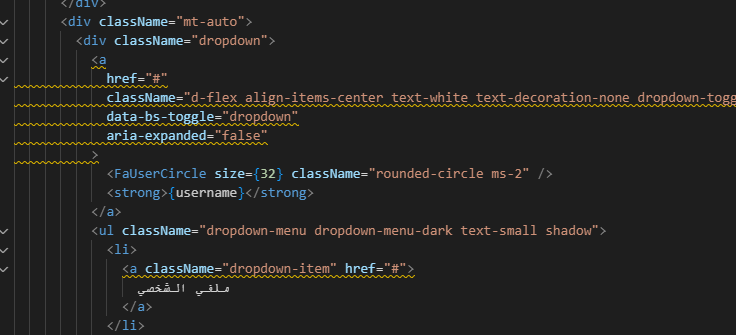 </div>
<div className="mt-auto">
<div className="dropdown">
<a
href="#"
className="d-flex align-items-center text-white text-decoration-none
data-bs-toggle="dropdown"
aria-expanded="false"
>
<FaUserCircle size={32} className="rounded-circle ms-2" />
<strong>{username}</strong>
</a>
<ul className="dropdown-menu dropdown-menu-dark text-small shadow">
<li>
<a className="dropdown-item" href="#">
ملفي الشخصي
</a>
</li>